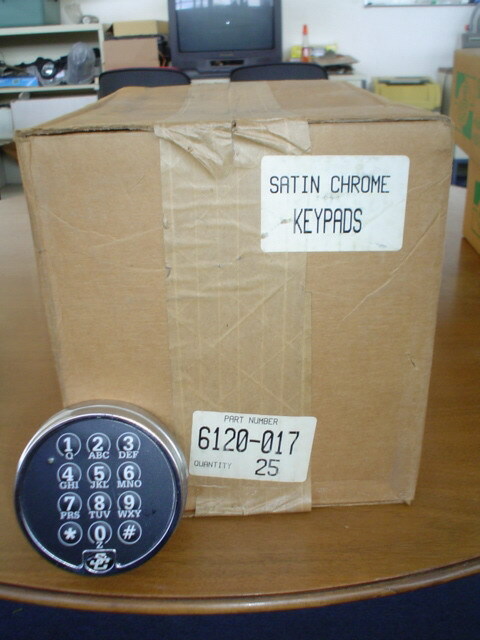 SATIN CHROME
KEYPADS
PART NUMBER
6120-017
QUANTITY 25
1 2 3
Q ABC DEF
4 5 6
GHI JKL MNO
7 8 9
PRS TUV WXY
* 0 #
Z